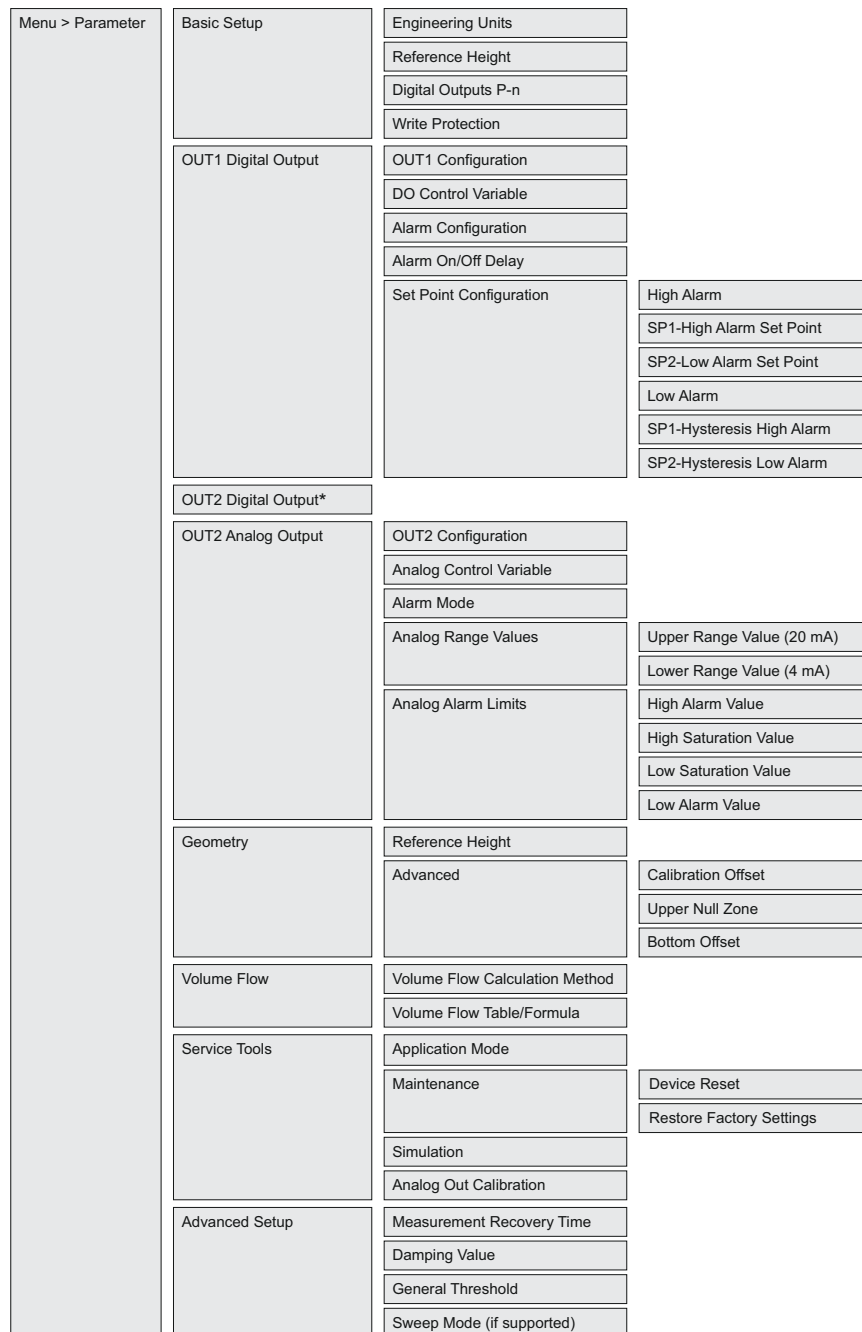 Menu > Parameter
Basic Setup
Engineering Units
Reference Height
Digital Outputs P-n
Write Protection
OUT1 Digital Output
OUT1 Configuration
DO Control Variable
Alarm Configuration
Alarm On/Off Delay
Set Point Configuration
High Alarm
SP1-High Alarm Set Point
SP2-Low Alarm Set Point
Low Alarm
SP1-Hysteresis High Alarm
SP2-Hysteresis Low Alarm
OUT2 Digital Output*
OUT2 Analog Output
OUT2 Configuration
Analog Control Variable
Alarm Mode
Analog Range Values
Upper Range Value (20 mA)
Lower Range Value (4 mA)
Analog Alarm Limits
High Alarm Value
High Saturation Value
Low Saturation Value
Low Alarm Value
Geometry
Reference Height
Advanced
Calibration Offset
Upper Null Zone
Bottom Offset
Volume Flow
Volume Flow Calculation Method
Volume Flow Table/Formula
Service Tools
Application Mode
Maintenance
Device Reset
Restore Factory Settings
Simulation
Analog Out Calibration
Advanced Setup
Measurement Recovery Time
Damping Value
General Threshold
Sweep Mode (if supported)